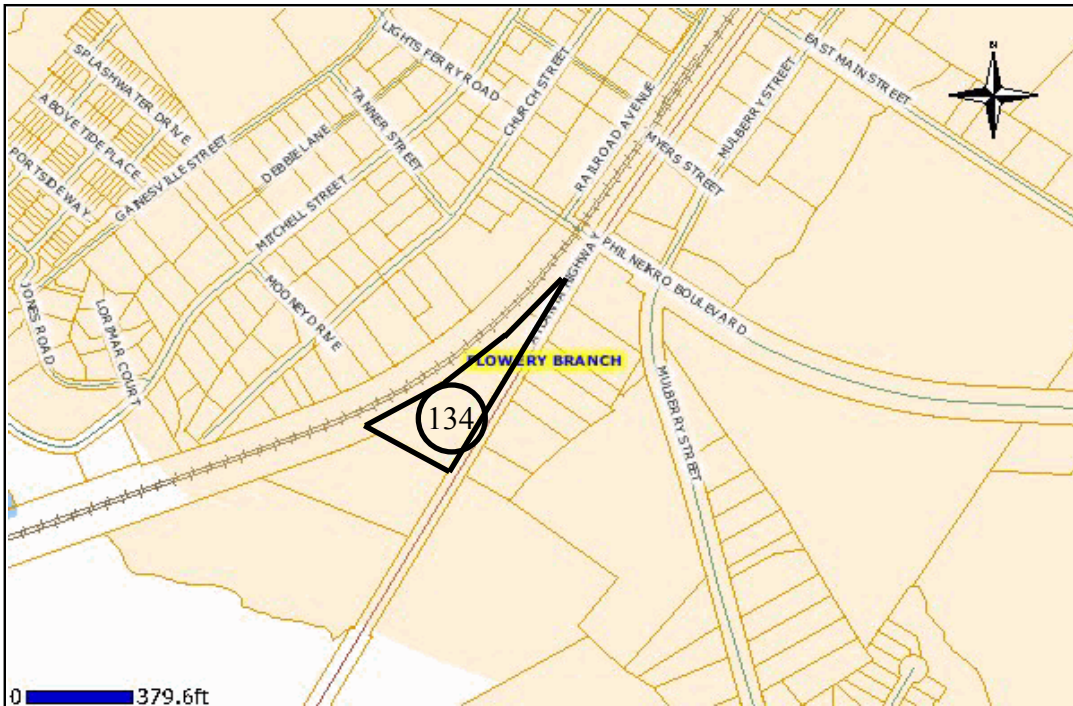 LIGHTS FERRY ROAD
EAST MAIN STREET
N
SPLASHWATER DRIVE
CHURCH STREET
MULBERRY STREET
TANNER STREET
RAILROAD AVENUE
ABOVE TIDE PLACE
DEBBIE LANE
MYERS STREET
PORTSIDE WAY
GAINESVILLE STREET
MITCHELL STREET
HIGHWAY
PHIL NIEKRO BOULEVARD
MOONEY DRIVE
JONES ROAD
LORIMAR COURT
FLOWERY BRANCH
134
MULBERRY STREET
0 379.6ft